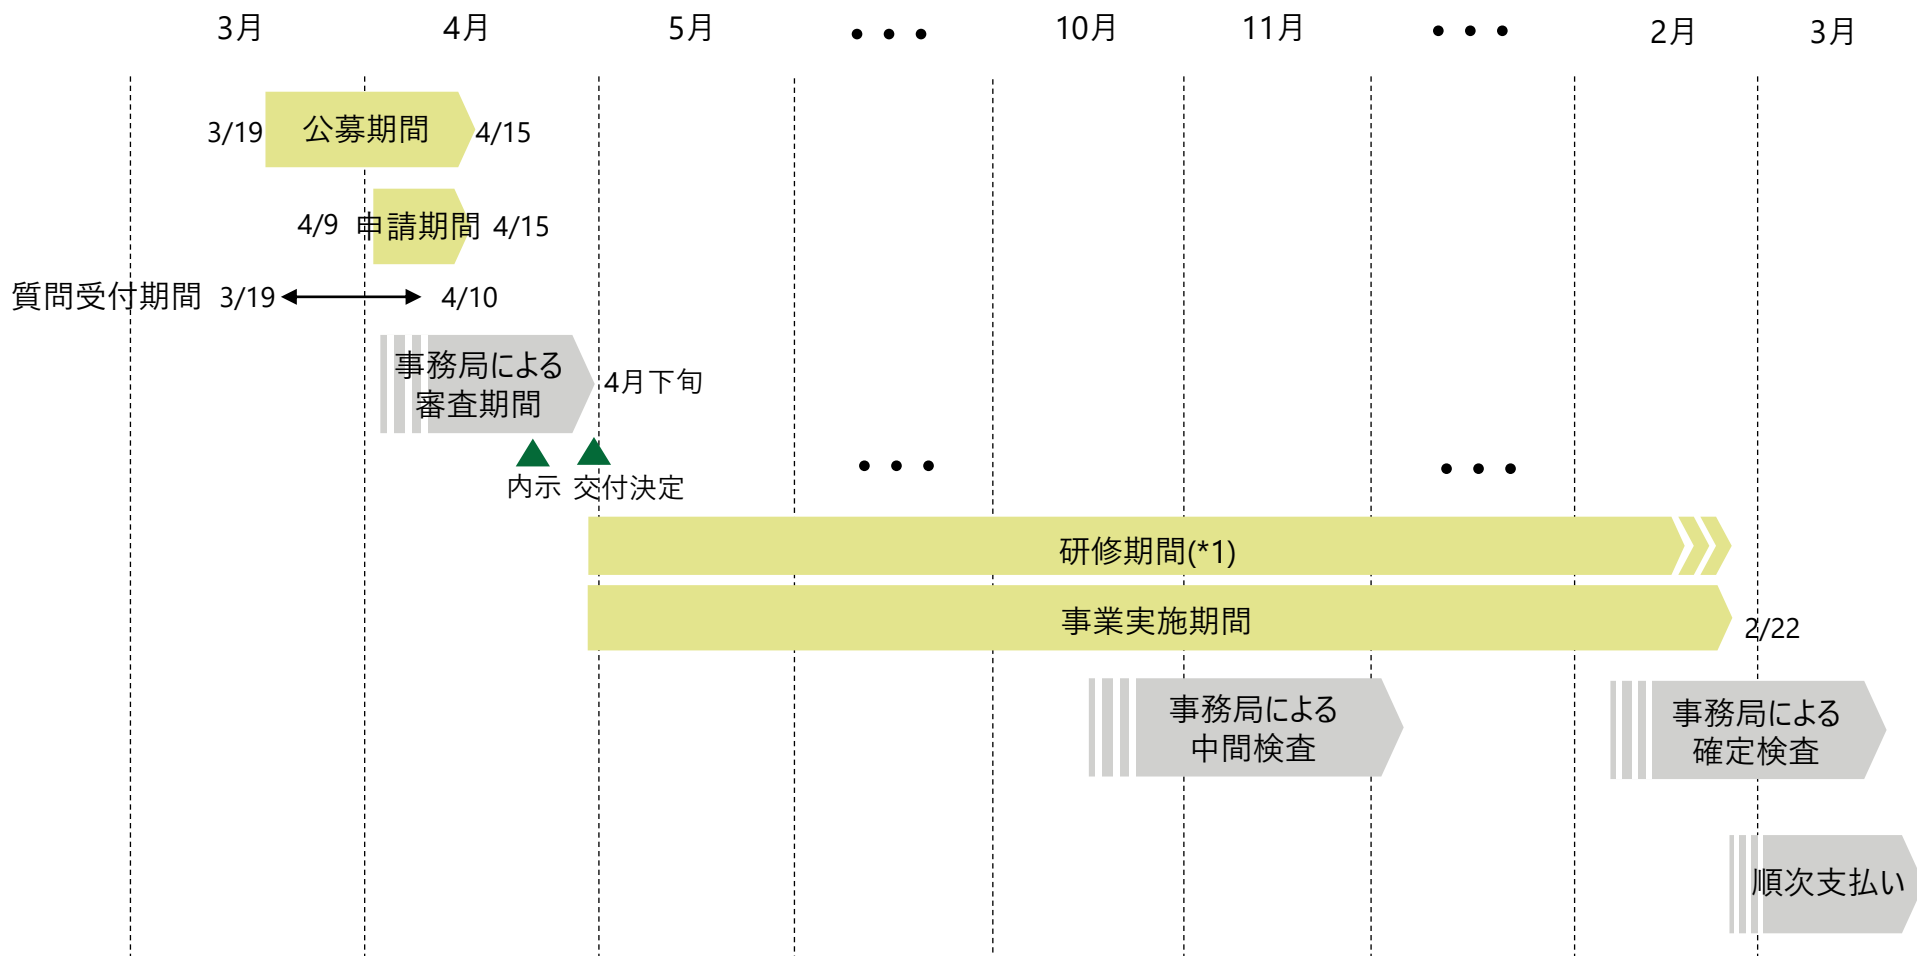 3月 4月 5月 ・・・ 10月 11月 ・・・ 2月 3月
3/19 公募期間 4/15
4/9 申請期間 4/15
質問受付期間 3/19 4/10
事務局による
審査期間
4月下旬
内示 交付決定
・・・ ・・・
研修期間(*1)
事業実施期間
2/22
事務局による
中間検査
事務局による
確定検査
順次支払い